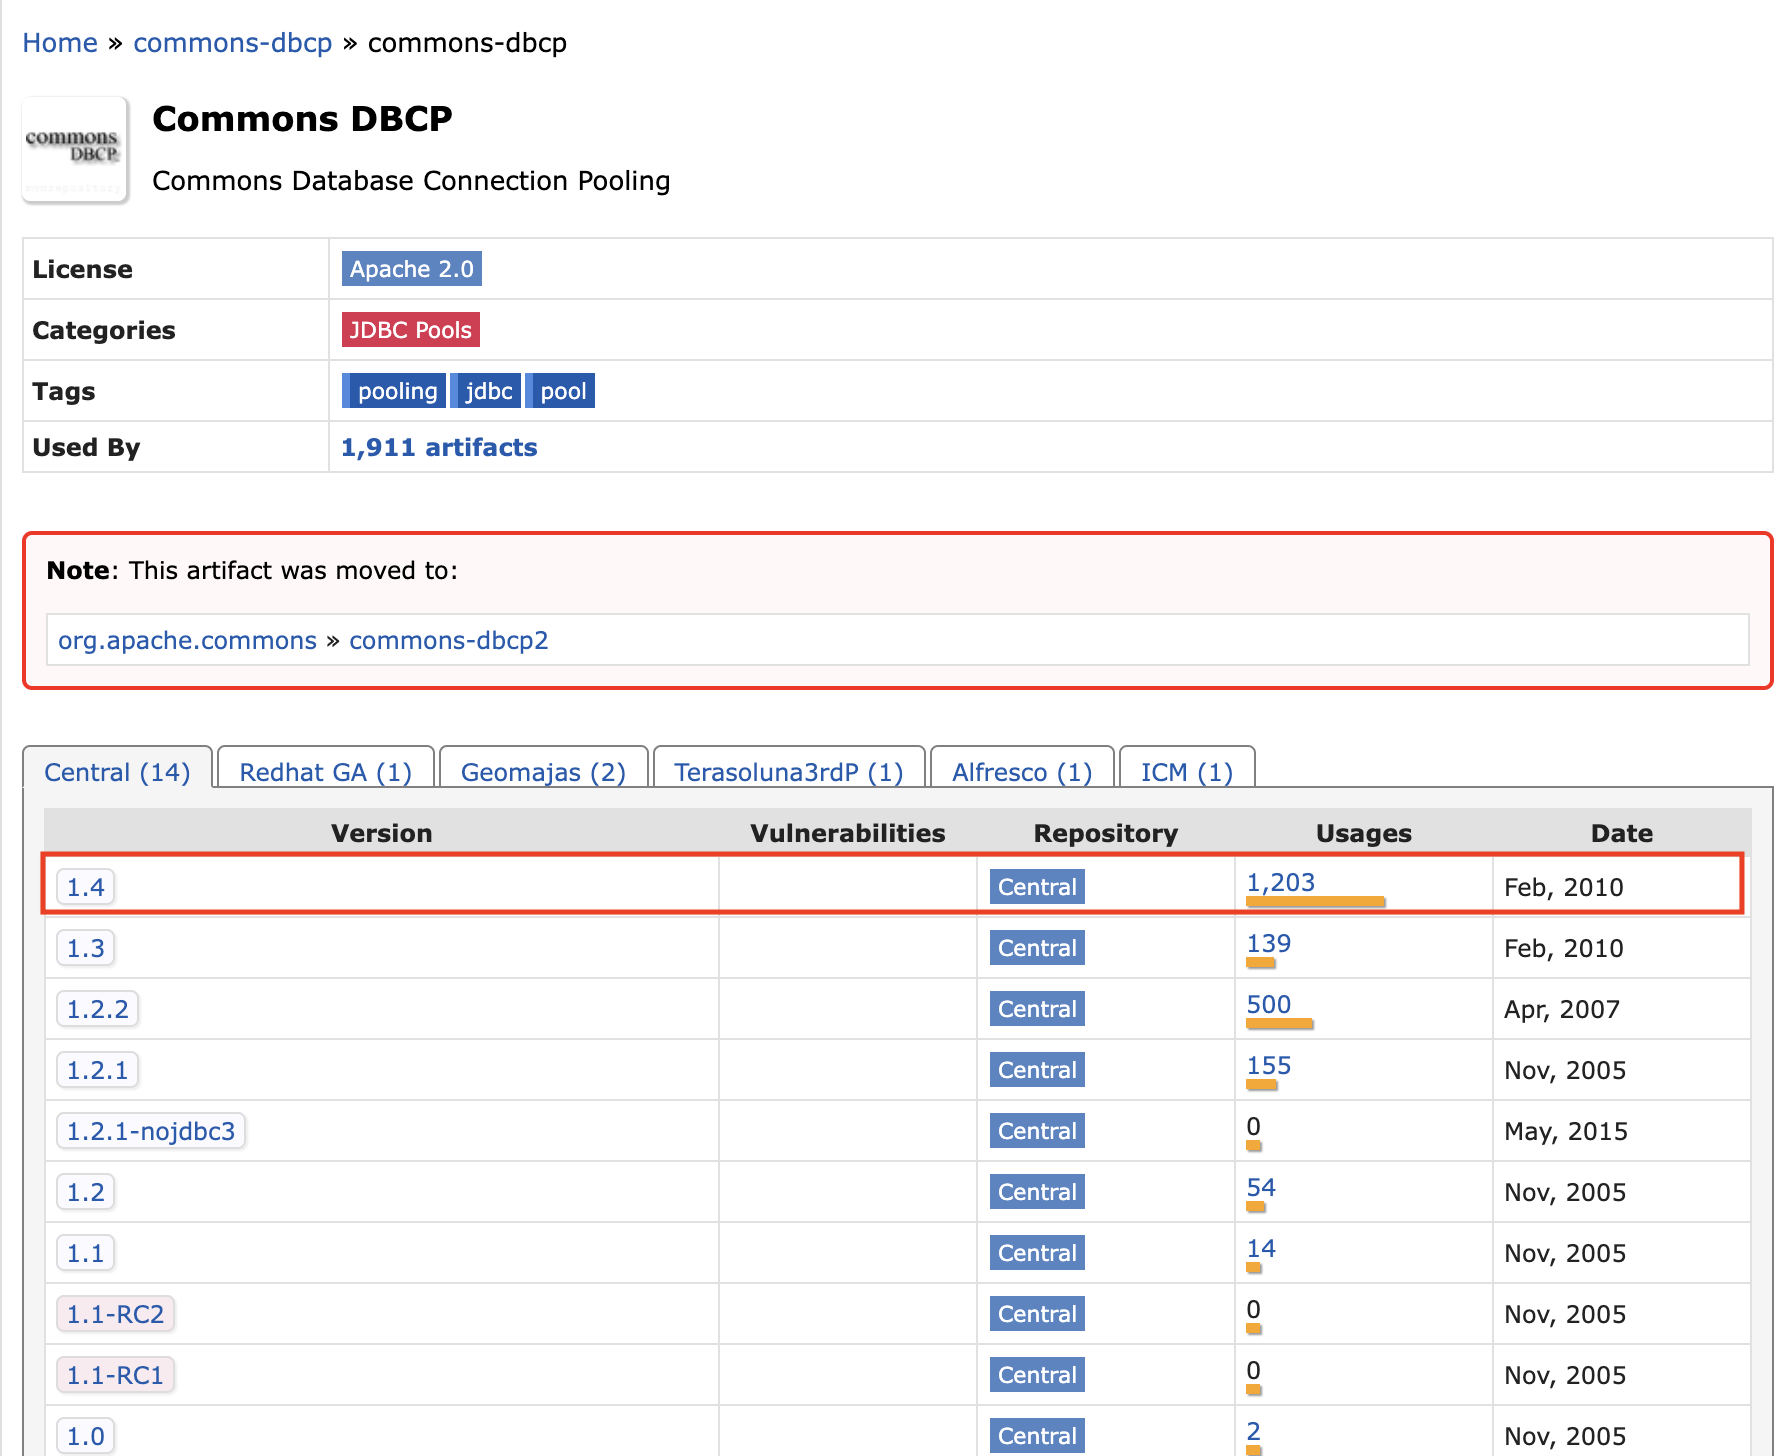 Home » commons-dbcp » commons-dbcp
commons
DBCP
Commons DBCP
Commons Database Connection Pooling
License Apache 2.0
Categories JDBC Pools
Tags pooling jdbc pool
Used By 1,911 artifacts
Note: This artifact was moved to:
org.apache.commons » commons-dbcp2
Central (14) Redhat GA (1) Geomajas (2) Terasoluna3rdP (1) Alfresco (1) ICM (1)
Version Vulnerabilities Repository Usages Date
1.4 Central 1,203 Feb, 2010
1.3 Central 139 Feb, 2010
1.2.2 Central 500 Apr, 2007
1.2.1 Central 155 Nov, 2005
1.2.1-nojdbc3 Central 0 May, 2015
1.2 Central 54 Nov, 2005
1.1 Central 14 Nov, 2005
1.1-RC2 Central 0 Nov, 2005
1.1-RC1 Central 0 Nov, 2005
1.0 Central 2 Nov, 2005